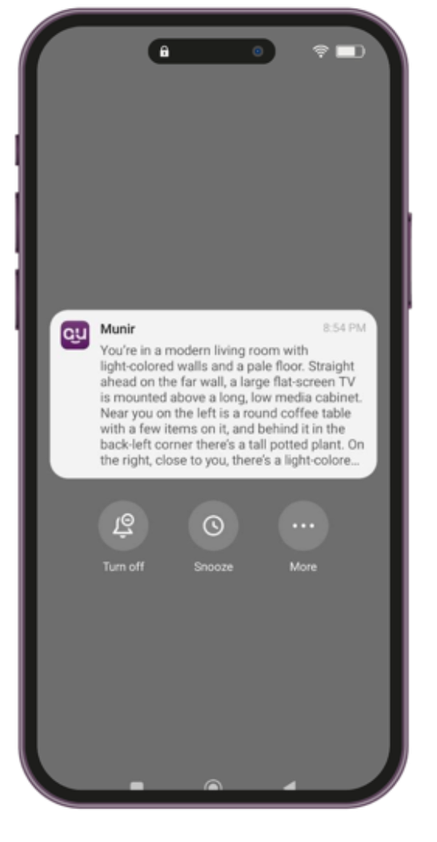 Munir
8:54 PM
You're in a modern living room with
light-colored walls and a pale floor. Straight
ahead on the far wall, a large flat-screen TV
is mounted above a long, low media cabinet.
Near you on the left is a round coffee table
with a few items on it, and behind it in the
back-left corner there's a tall potted plant. On
the right, close to you, there's a light-colore...
Turn off
Snooze
More